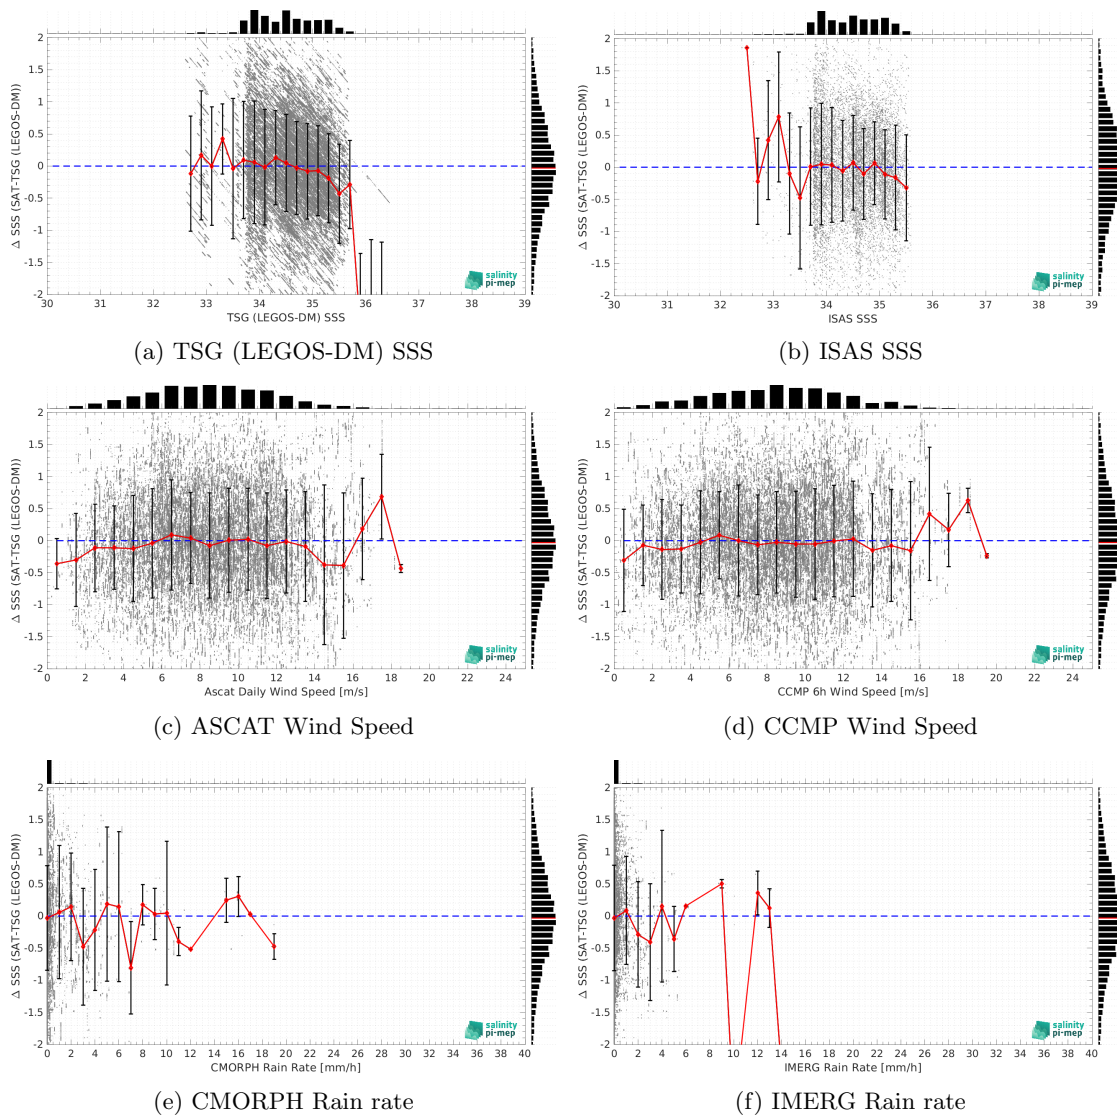 2
1.5
1
0.5
0
-0.5
-1
-1.5
-2
Δ SSS (SAT-TSG (LEGOS-DM))
30 31 32 33 34 35 36 37 38 39
TSG (LEGOS-DM) SSS
salinity
pi-mep
(a) TSG (LEGOS-DM) SSS
2
1.5
1
0.5
0
-0.5
-1
-1.5
-2
Δ SSS (SAT-TSG (LEGOS-DM))
30 31 32 33 34 35 36 37 38 39
ISAS SSS
salinity
pi-mep
(b) ISAS SSS
2
1.5
1
0.5
0
-0.5
-1
-1.5
-2
Δ SSS (SAT-TSG (LEGOS-DM))
0 2 4 6 8 10 12 14 16 18 20 22 24
Ascat Daily Wind Speed [m/s]
salinity
pi-mep
(c) ASCAT Wind Speed
2
1.5
1
0.5
0
-0.5
-1
-1.5
-2
Δ SSS (SAT-TSG (LEGOS-DM))
0 2 4 6 8 10 12 14 16 18 20 22 24
CCMP 6h Wind Speed [m/s]
salinity
pi-mep
(d) CCMP Wind Speed
2
1.5
1
0.5
0
-0.5
-1
-1.5
-2
Δ SSS (SAT-TSG (LEGOS-DM))
0 2 4 6 8 10 12 14 16 18 20 22 24 26 28 30 32 34 36 38 40
CMORPH Rain Rate [mm/h]
salinity
pi-mep
(e) CMORPH Rain rate
2
1.5
1
0.5
0
-0.5
-1
-1.5
-2
Δ SSS (SAT-TSG (LEGOS-DM))
0 2 4 6 8 10 12 14 16 18 20 22 24 26 28 30 32 34 36 38 40
IMERG Rain Rate [mm/h]
salinity
pi-mep
(f) IMERG Rain rate